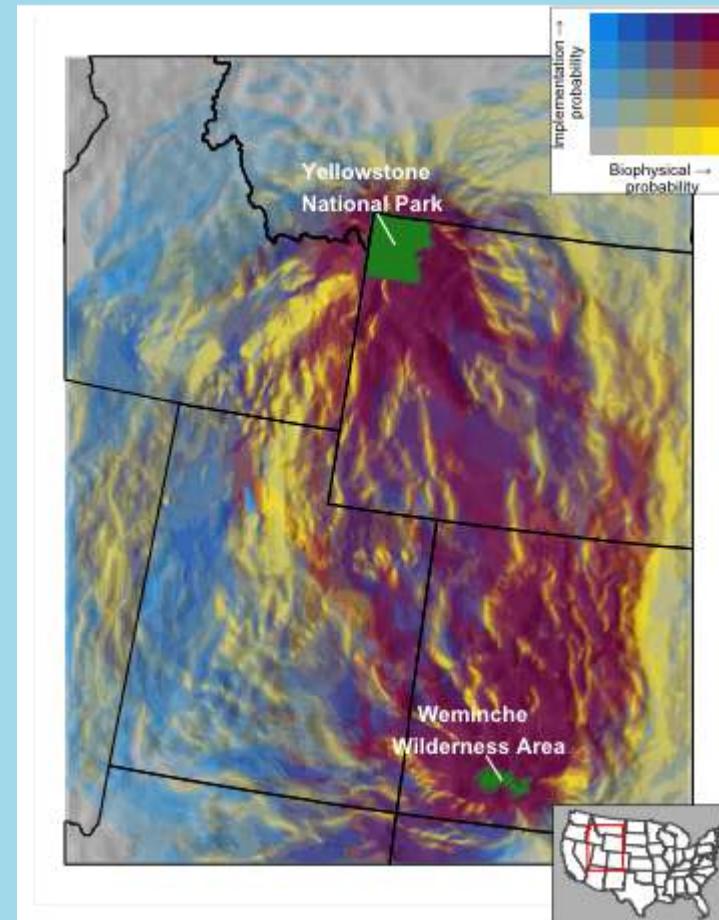 Implementation →
probability
Biophysical →
probability
Yellowstone
National Park
Weminche
Wilderness Area